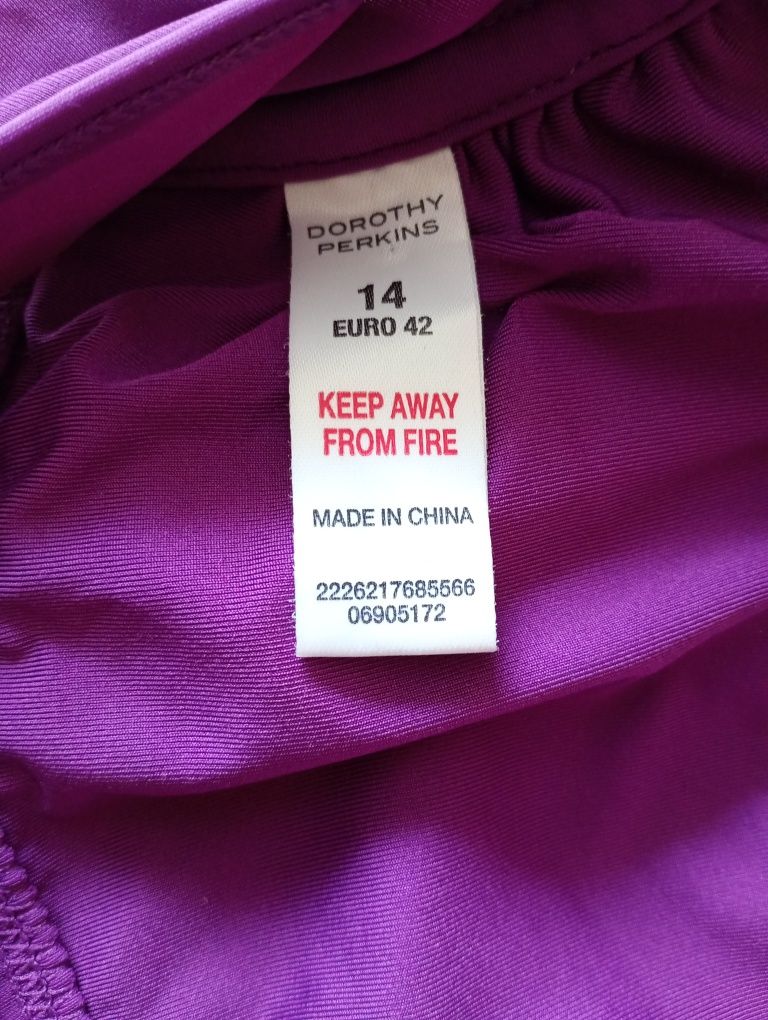 DOROTHY
PERKINS
14
EURO 42
KEEP AWAY
FROM FIRE
MADE IN CHINA
2226217685566
06905172